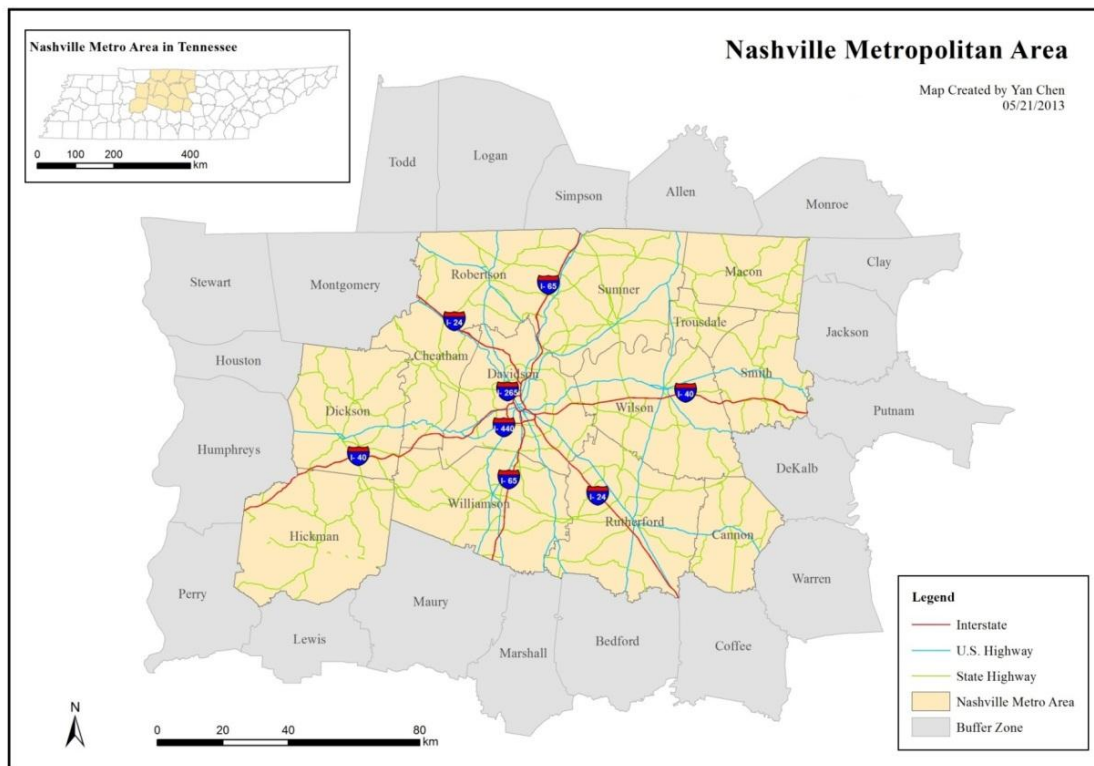 Nashville Metropolitan Area
Map Created by Yan Chen
05/21/2013
Nashville Metro Area in Tennessee
0 100 200 400
km
Todd
Logan
Simpson
Allen
Monroe
Clay
Stewart
Montgomery
Robertson
Sumner
Macon
I- 65
I- 24
Trousdale
Jackson
Houston
Cheatham
Davidson
Smith
I- 265
I- 40
Dickson
Wilson
Putnam
I- 440
Humphreys
I- 40
DeKalb
I- 65
I- 24
Williamson
Rutherford
Cannon
Hickman
Warren
Perry
Maury
Lewis
Marshall
Bedford
Coffee
Legend
Interstate
U.S. Highway
State Highway
Nashville Metro Area
Buffer Zone
N
0 20 40 80
km